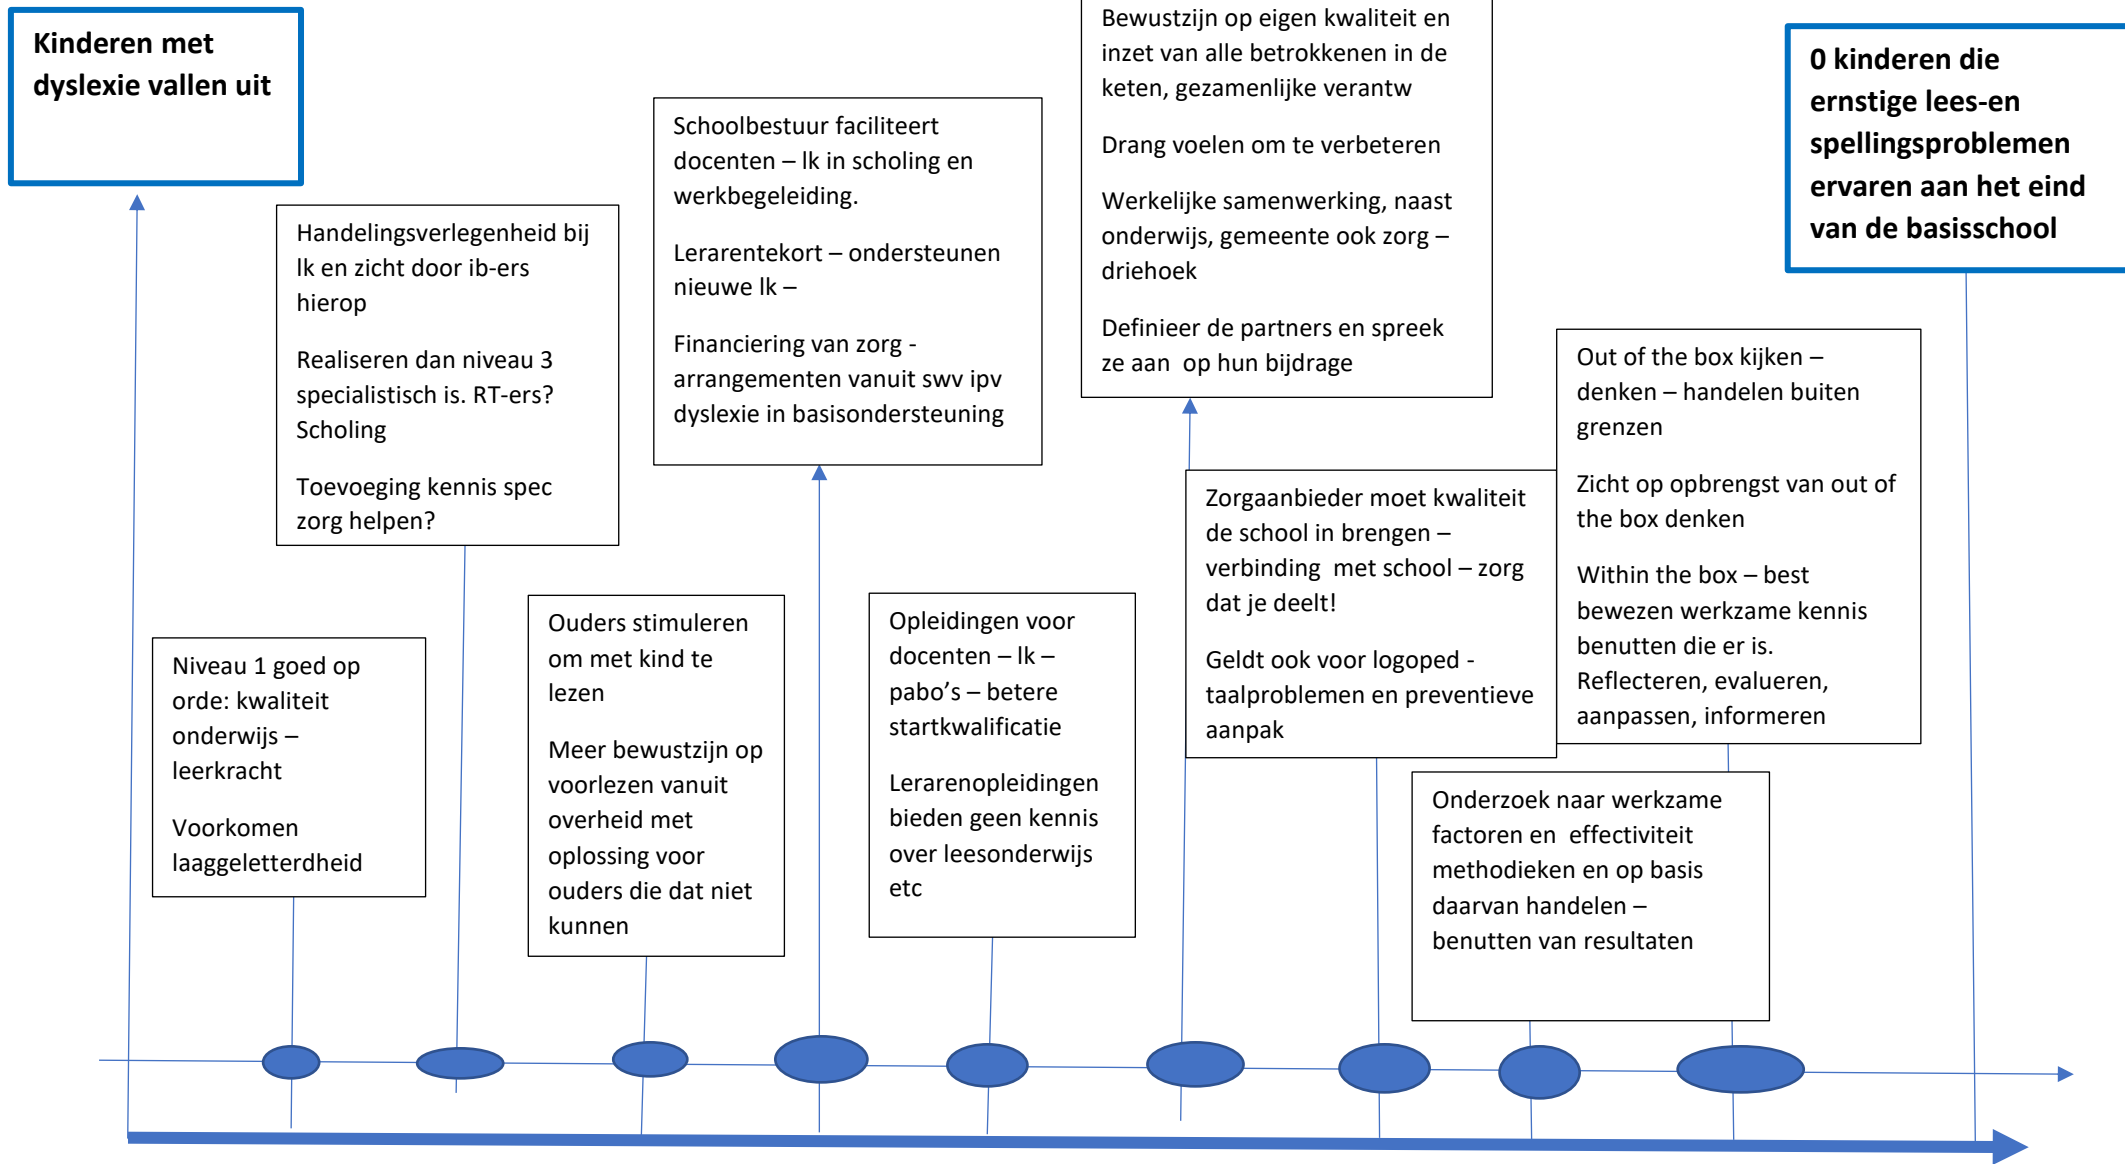 Kinderen met
dyslexie vallen uit
Niveau 1 goed op
orde: kwaliteit
onderwijs –
leerkracht
Voorkomen
laaggeletterdheid
Handelingsverlegenheid bij
lk en zicht door ib-ers
hierop
Realiseren dan niveau 3
specialistisch is. RT-ers?
Scholing
Toevoeging kennis spec
zorg helpen?
Ouders stimuleren
om met kind te
lezen
Meer bewustzijn op
voorlezen vanuit
overheid met
oplossing voor
ouders die dat niet
kunnen
Schoolbestuur faciliteert
docenten – lk in scholing en
werkbegeleiding.
Lerarentekort – ondersteunen
nieuwe lk –
Financiering van zorg -
arrangementen vanuit swv ipv
dyslexie in basisondersteuning
Opleidingen voor
docenten – lk –
pabo’s – betere
startkwalificatie
Lerarenopleidingen
bieden geen kennis
over leesonderwijs
etc
Bewustzijn op eigen kwaliteit en
inzet van alle betrokkenen in de
keten, gezamenlijke verantw
Drang voelen om te verbeteren
Werkelijke samenwerking, naast
onderwijs, gemeente ook zorg –
driehoek
Definieer de partners en spreek
ze aan  op hun bijdrage
Zorgaanbieder moet kwaliteit
de school in brengen –
verbinding  met school – zorg
dat je deelt!
Geldt ook voor logoped -
taalproblemen en preventieve
aanpak
Onderzoek naar werkzame
factoren en  effectiviteit
methodieken en op basis
daarvan handelen –
benutten van resultaten
Out of the box kijken –
denken – handelen buiten
grenzen
Zicht op opbrengst van out of
the box denken
Within the box – best
bewezen werkzame kennis
benutten die er is.
Reflecteren, evalueren,
aanpassen, informeren
0 kinderen die
ernstige lees-en
spellingsproblemen
ervaren aan het eind
van de basisschool